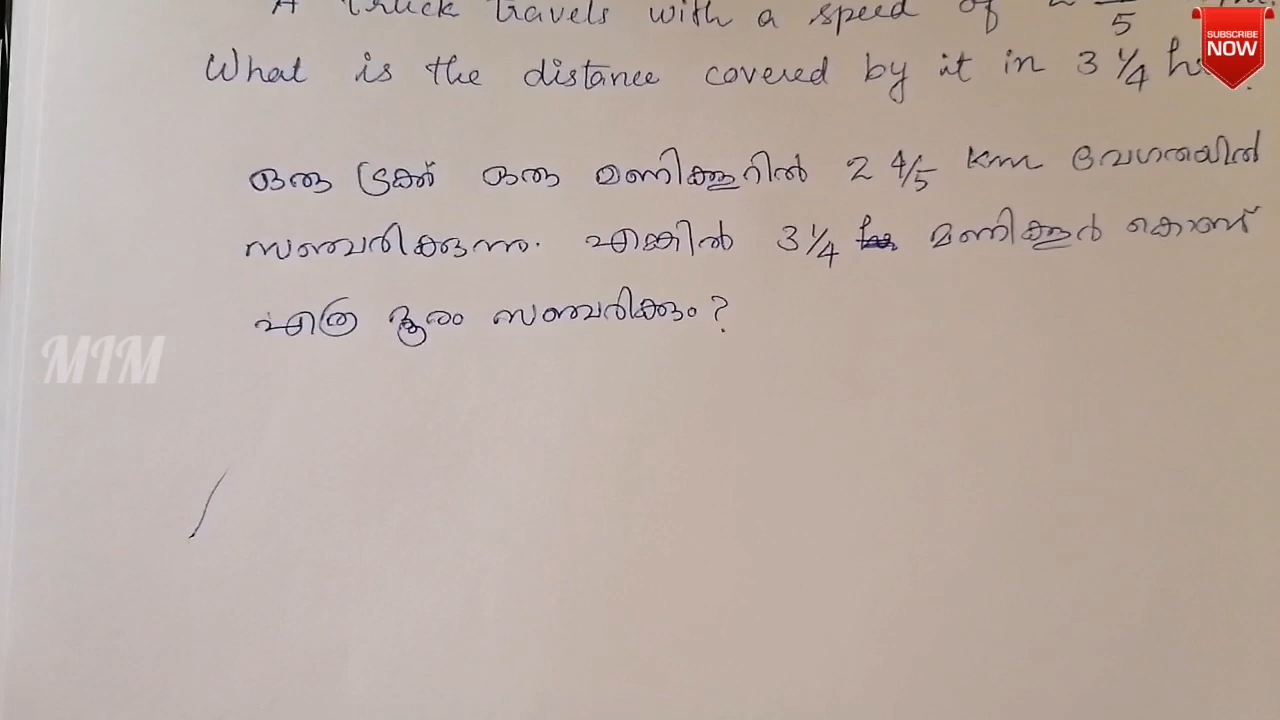 A truck travels with a speed of 5
What is the distance covered by it in 3 1/4
ഒരു ട്രക്ക് ഒരു മണിക്കൂറിൽ 2 4/5 km വേഗതയിൽ
സഞ്ചരിക്കുന്നു. എങ്കിൽ 3 1/4 മണിക്കൂർ കൊണ്ട്
എത്ര ദൂരം സഞ്ചരിക്കും?
SUBSCRIBE
NOW
MIM